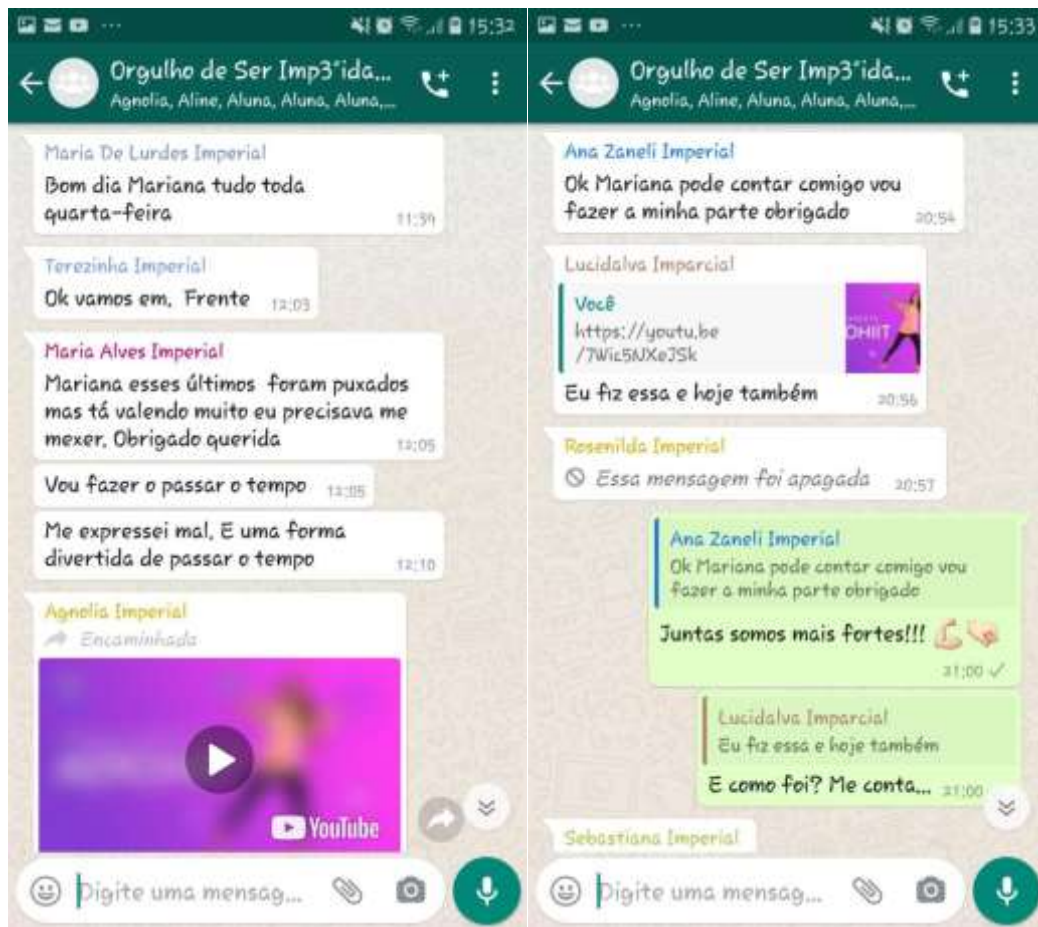 15:32
Orgulho de Ser Imp3ªida...
Agnolia, Aline, Aluna, Aluna, Aluna,...
Maria De Lurdes Imperial
Bom dia Mariana tudo toda
quarta-feira
11:39
Terezinha Imperial
Ok vamos em, Frente
12:03
Maria Alves Imperial
Mariana esses últimos foram puxados
mas tá valendo muito eu precisava me
mexer, Obrigado querida
12:05
Vou fazer o passar o tempo
12:05
Me expressei mal, E uma forma
divertida de passar o tempo
12:10
Agnolia Imperial
Encaminhada
YouTube
Digite uma mensag...
15:33
Orgulho de Ser Imp3ªida...
Agnolia, Aline, Aluna, Aluna, Aluna,...
Ana Zaneli Imperial
Ok Mariana pode contar comigo vou
fazer a minha parte obrigado
20:54
Lucidalva Imparcial
Você
https://youtu.be
/7Wic5NXeJSk
OHIIT
Eu fiz essa e hoje também
20:56
Rosenilda Imperial
Essa mensagem foi apagada
20:57
Ana Zaneli Imperial
Ok Mariana pode contar comigo vou
fazer a minha parte obrigado
Juntas somos mais fortes!!!
21:00
Lucidalva Imparcial
Eu fiz essa e hoje também
E como foi? Me conta...
21:00
Sebastiana Imperial
Digite uma mensag...